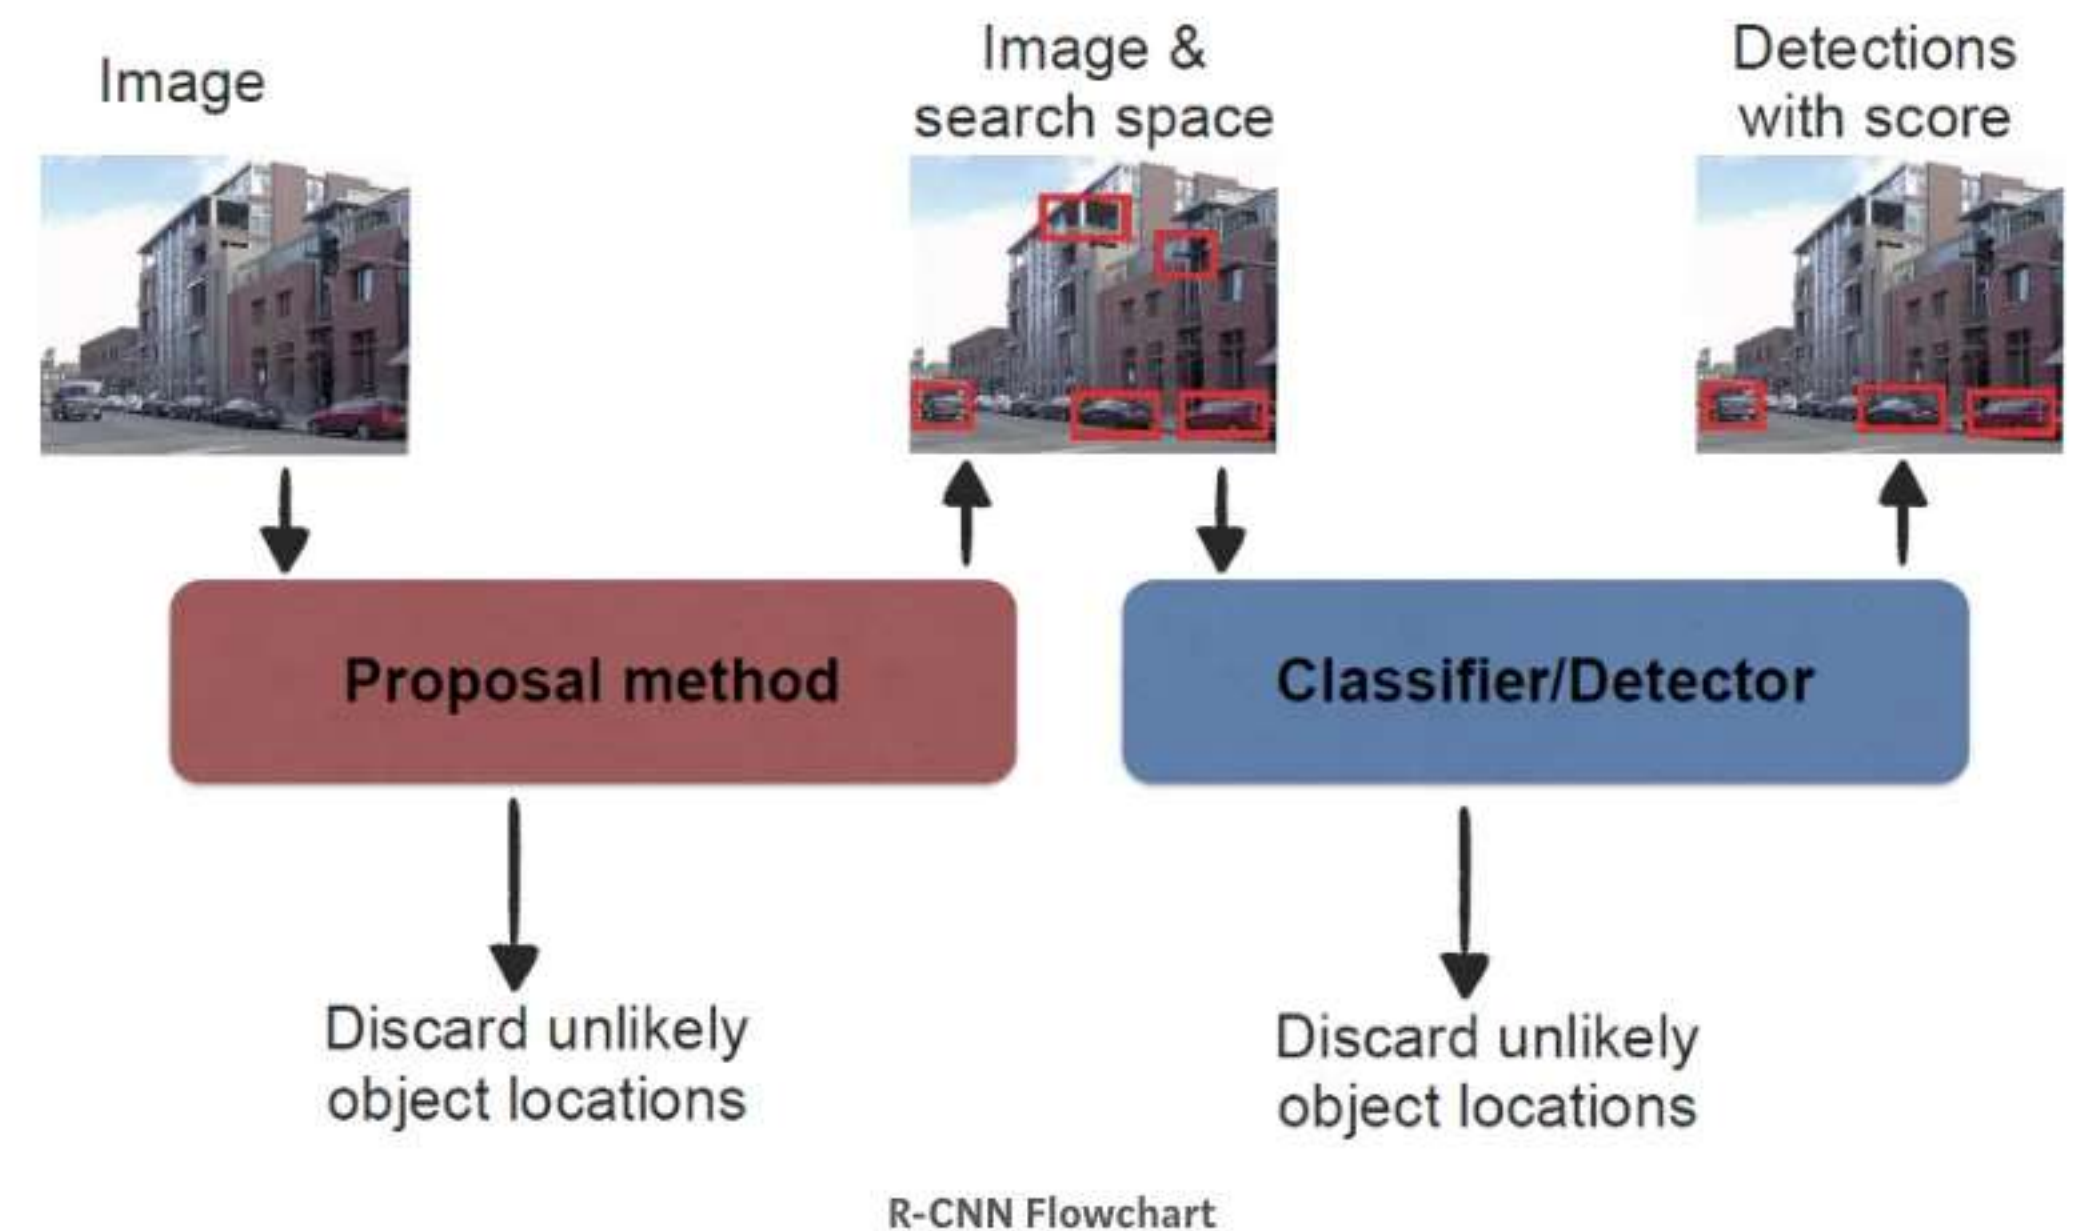 Image
Image &
search space
Detections
with score
Proposal method
Classifier/Detector
Discard unlikely
object locations
Discard unlikely
object locations
R-CNN Flowchart